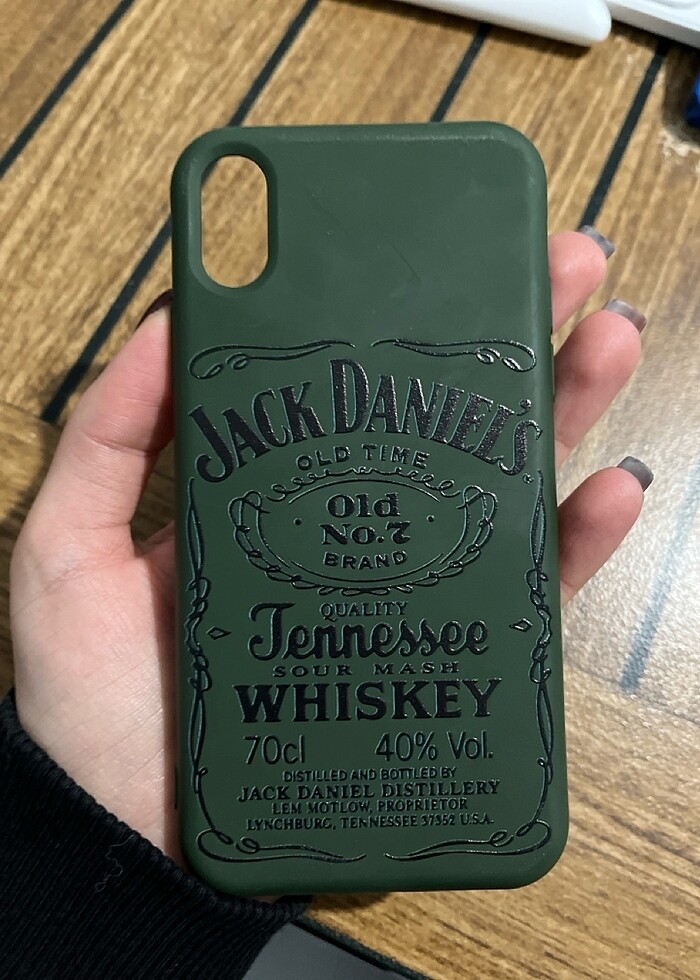 JACK DANIEL'S
OLD TIME
Old
No.7
BRAND
QUALITY
Tennessee
SOUR MASH
WHISKEY
70cl 40% Vol.
DISTILLED AND BOTTLED BY
JACK DANIEL DISTILLERY
LEM MOTLOW, PROPRIETOR
LYNCHBURG, TENNESSEE 37352 U.S.A.